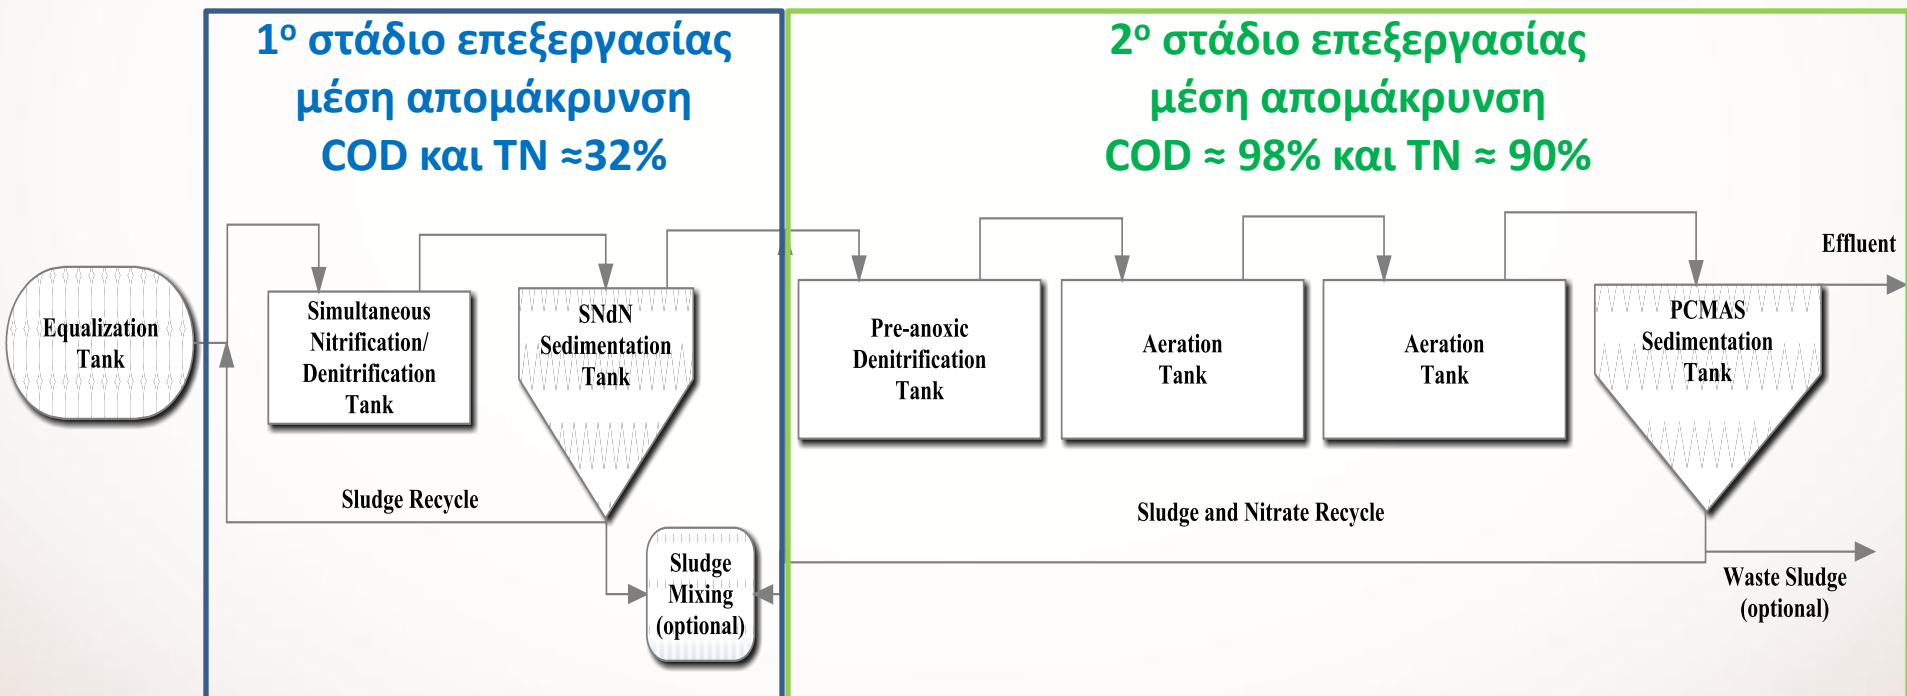 1ο στάδιο επεξεργασίας
μέση απομάκρυνση
COD και TN ≈32%
2ο στάδιο επεξεργασίας
μέση απομάκρυνση
COD ≈ 98% και TN ≈ 90%
Equalization
Tank
Simultaneous
Nitrification/
Denitrification
Tank
SNdN
Sedimentation
Tank
Sludge Recycle
Sludge
Mixing
(optional)
Pre-anoxic
Denitrification
Tank
Aeration
Tank
Aeration
Tank
PCMAS
Sedimentation
Tank
Effluent
Sludge and Nitrate Recycle
Waste Sludge
(optional)